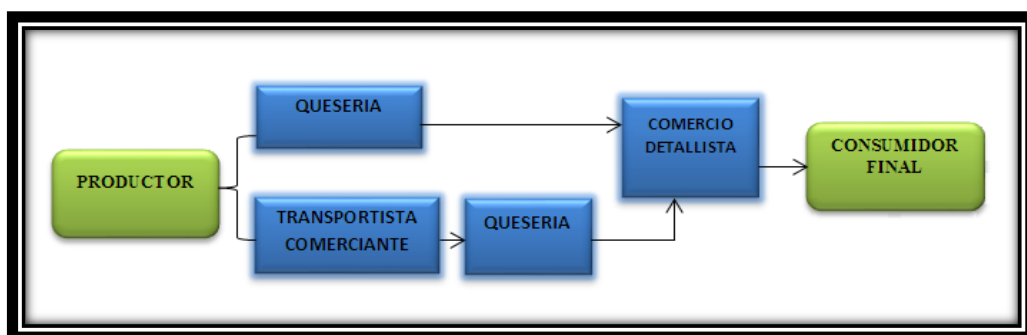 PRODUCTOR
QUESERIA
TRANSPORTISTA
COMERCIANTE
QUESERIA
COMERCIO
DETALLISTA
CONSUMIDOR
FINAL